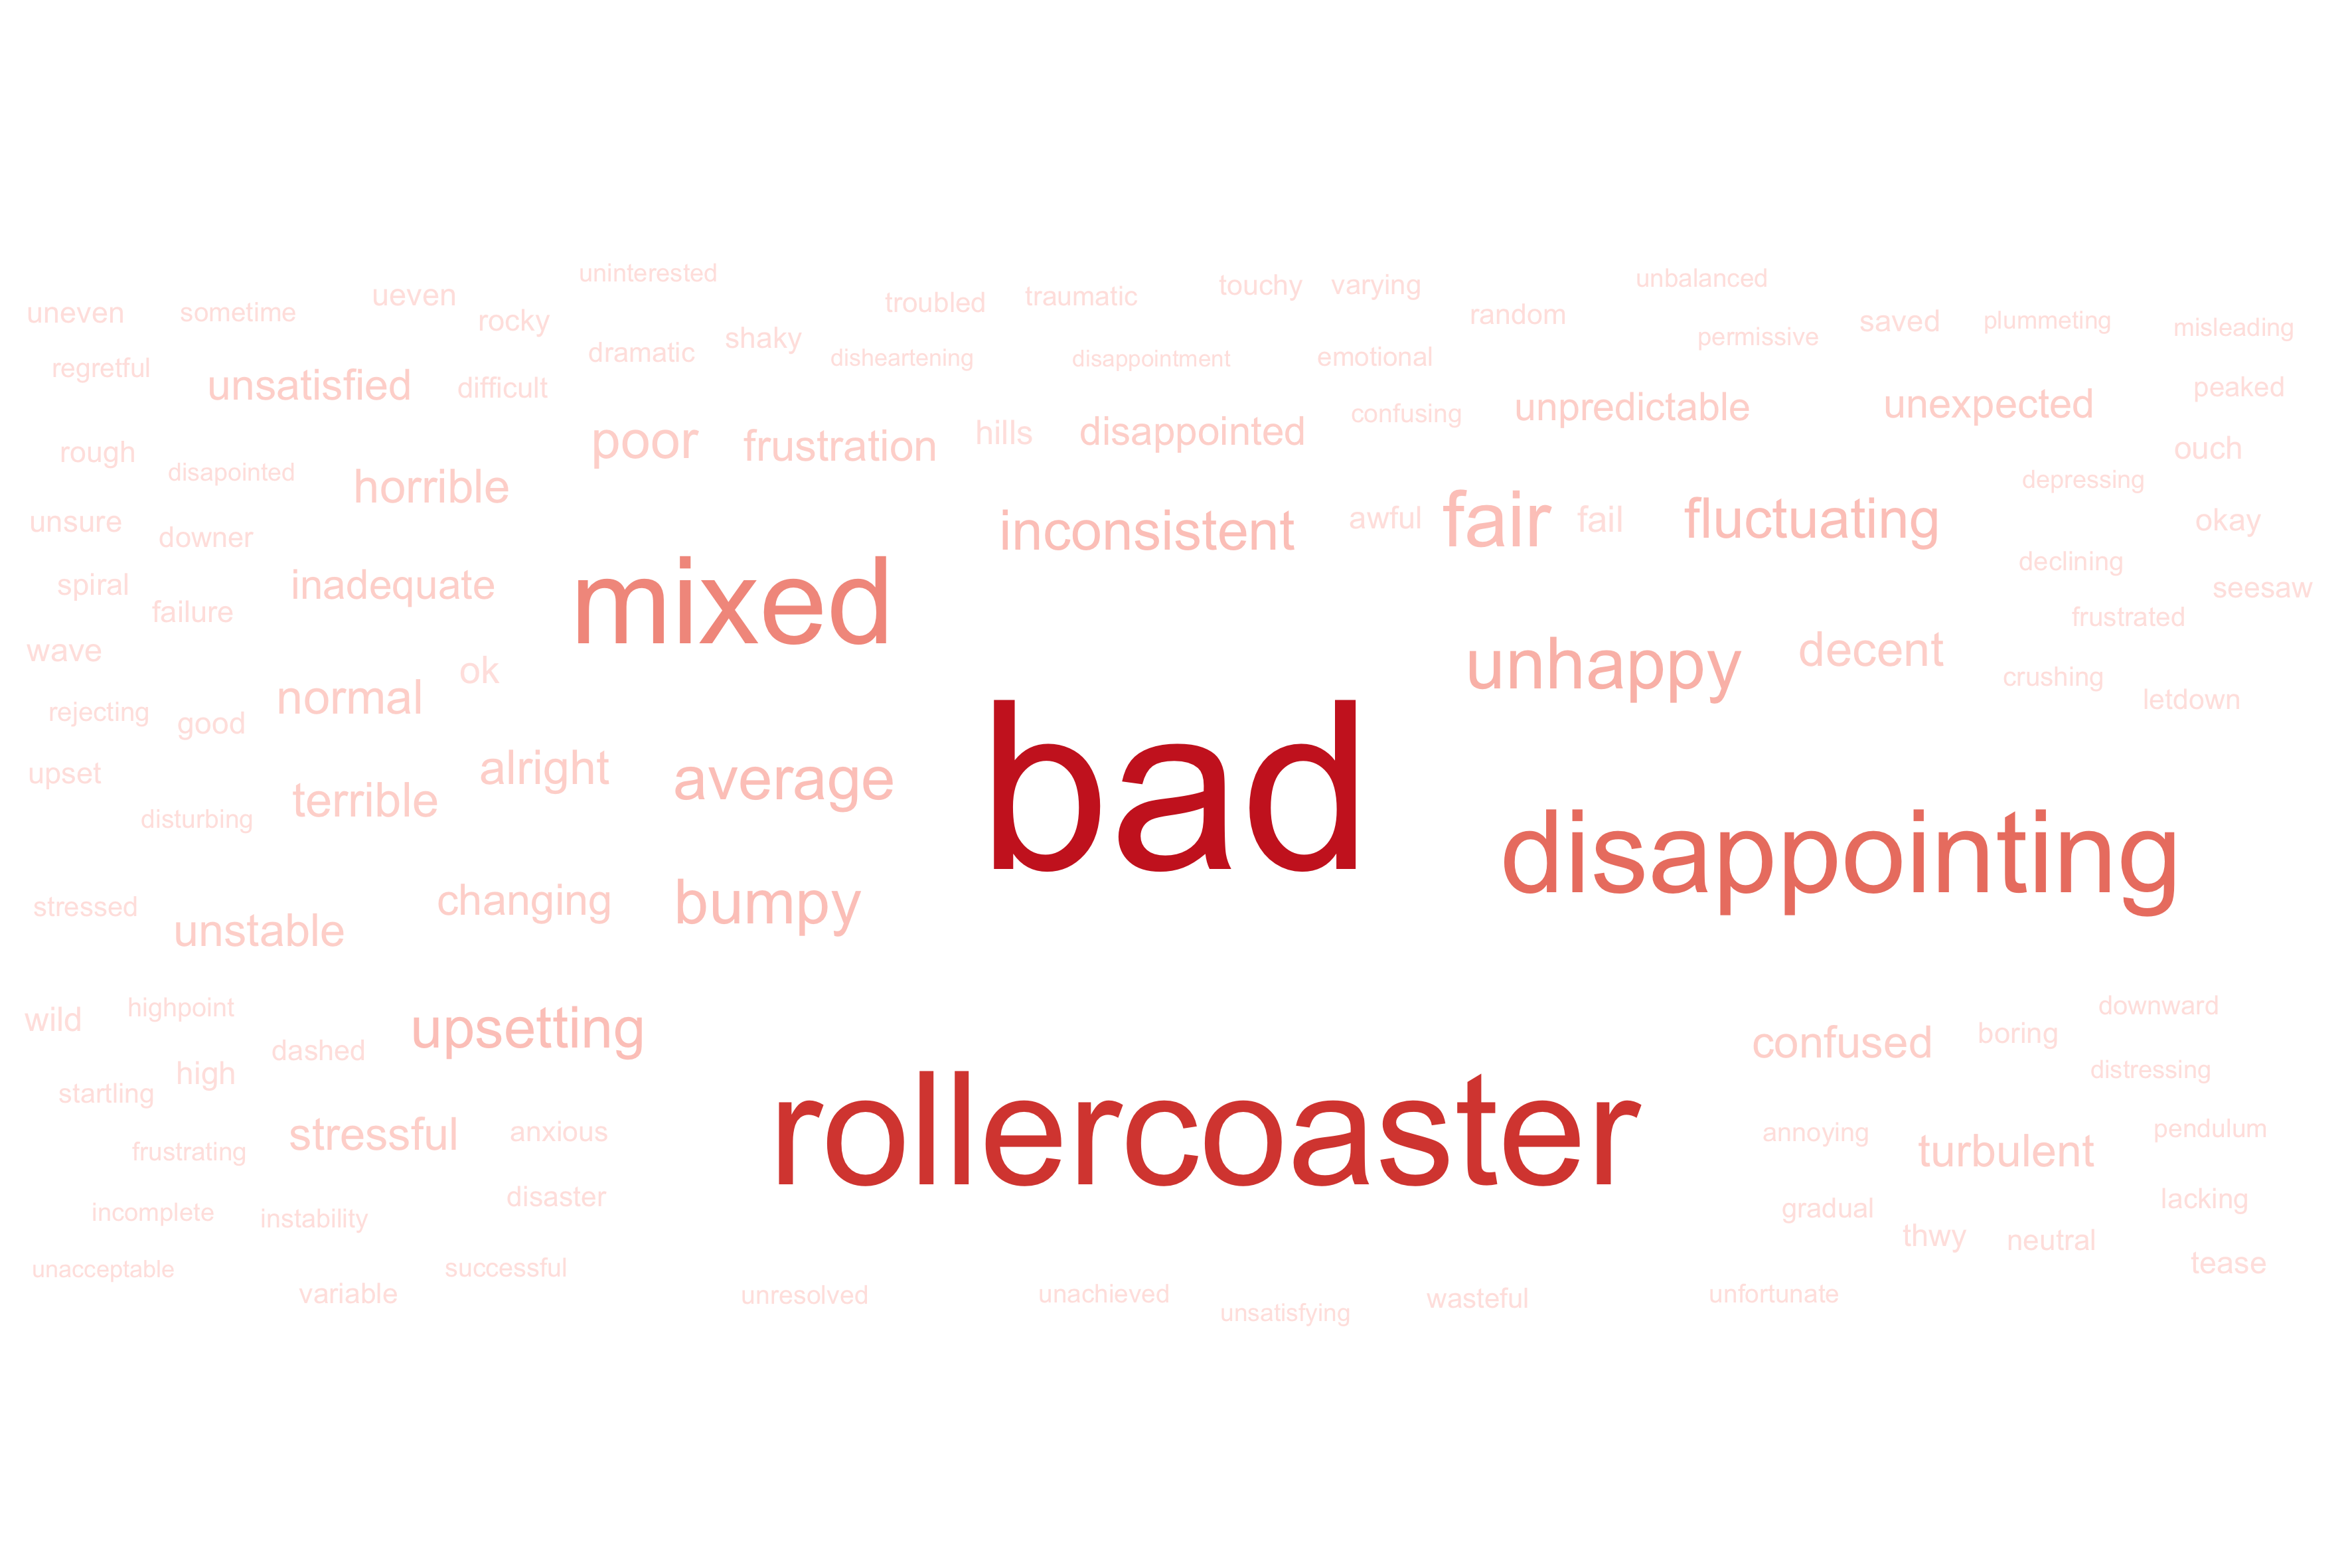 uninterested
unbalanced
touchy
varying
ueven
traumatic
troubled
uneven
sometime
random
rocky
saved
plummeting
misleading
permissive
shaky
dramatic
disheartening
disappointment
emotional
regretful
unsatisfied
difficult
peaked
unpredictable
unexpected
confusing
hills
disappointed
poor
frustration
rough
ouch
disapointed
depressing
horrible
unsure
inconsistent
awful
fair
fail
fluctuating
okay
downer
declining
spiral
inadequate
seesaw
failure
mixed
frustrated
wave
decent
ok
unhappy
crushing
normal
letdown
rejecting
good
upset
alright
average
bad
terrible
disturbing
disappointing
changing
bumpy
stressed
unstable
highpoint
downward
wild
upsetting
confused
boring
dashed
high
distressing
startling
rollercoaster
stressful
anxious
annoying
pendulum
frustrating
turbulent
disaster
lacking
incomplete
instability
gradual
thwy
neutral
unacceptable
successful
tease
variable
unresolved
unachieved
wasteful
unfortunate
unsatisfying